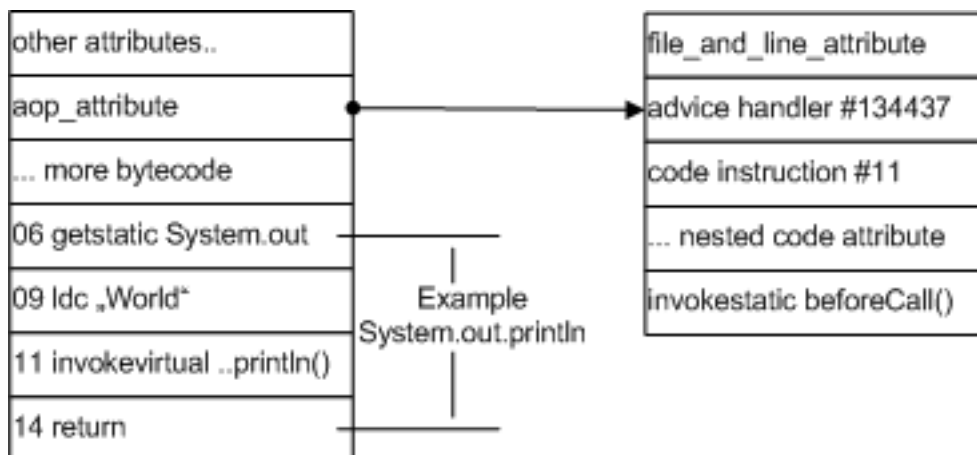 other attributes..
aop_attribute
... more bytecode
06 getstatic System.out
09 ldc „World“
11 invokevirtual ..println()
14 return
Example
System.out.println
file_and_line_attribute
advice handler #134437
code instruction #11
... nested code attribute
invokestatic beforeCall()